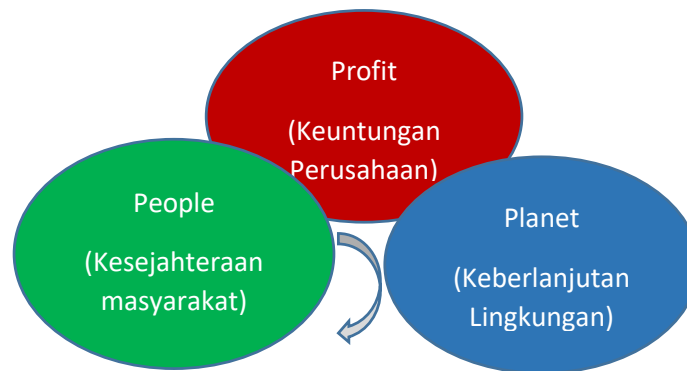 Profit
(Keuntungan
Perusahaan)
People
(Kesejahteraan
masyarakat)
Planet
(Keberlanjutan
Lingkungan)